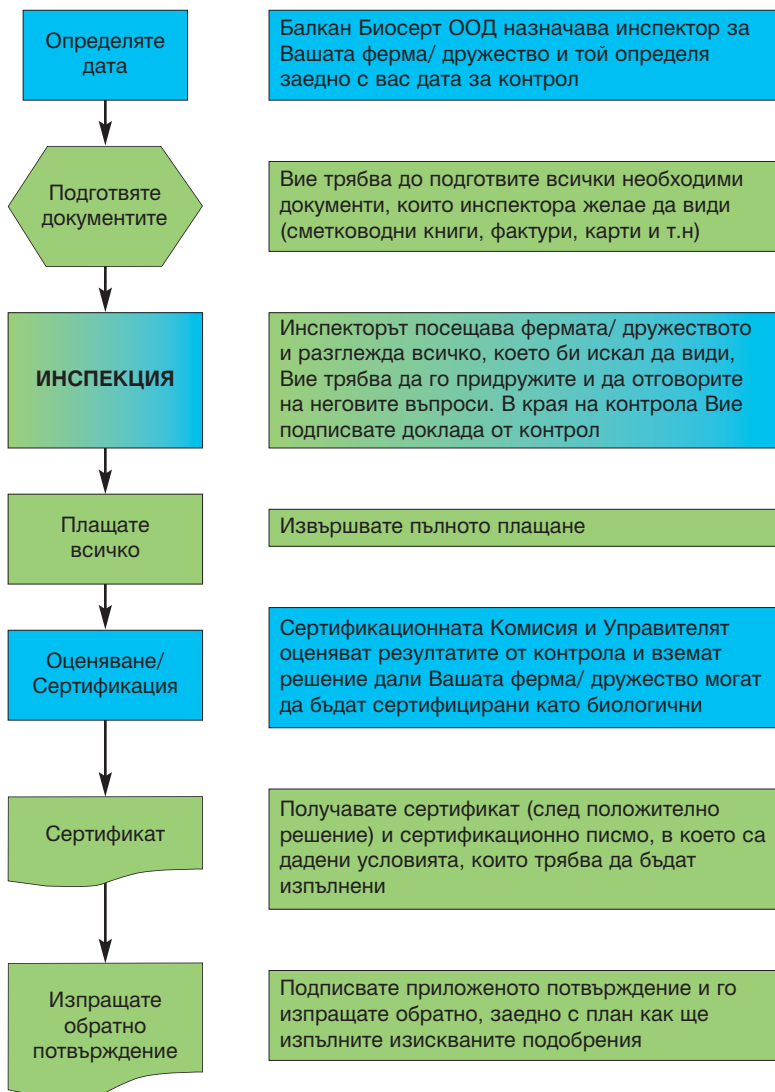 Определяте
дата
Балкан Биосерт ООД назначава инспектор за
Вашата ферма/ дружество и той определя
заедно с вас дата за контрол
Подготвяте
документите
Вие трябва до подготвите всички необходими
документи, които инспектора желае да види
(сметководни книги, фактури, карти и т.н)
ИНСПЕКЦИЯ
Инспекторът посещава фермата/ дружеството
и разглежда всичко, което би искал да види,
Вие трябва да го придружите и да отговорите
на неговите въпроси. В края на контрола Вие
подписвате доклада от контрол
Плащате
всичко
Извършвате пълното плащане
Оценяване/
Сертификация
Сертификационната Комисия и Управителят
оценяват резултатите от контрола и вземат
решение дали Вашата ферма/ дружество могат
да бъдат сертифицирани като биологични
Сертификат
Получавате сертификат (след положително
решение) и сертификационно писмо, в което са
дадени условията, които трябва да бъдат
изпълнени
Изпращате
обратно
потвърждение
Подписвате приложеното потвърждение и го
изпращате обратно, заедно с план как ще
изпълните изискваните подобрения